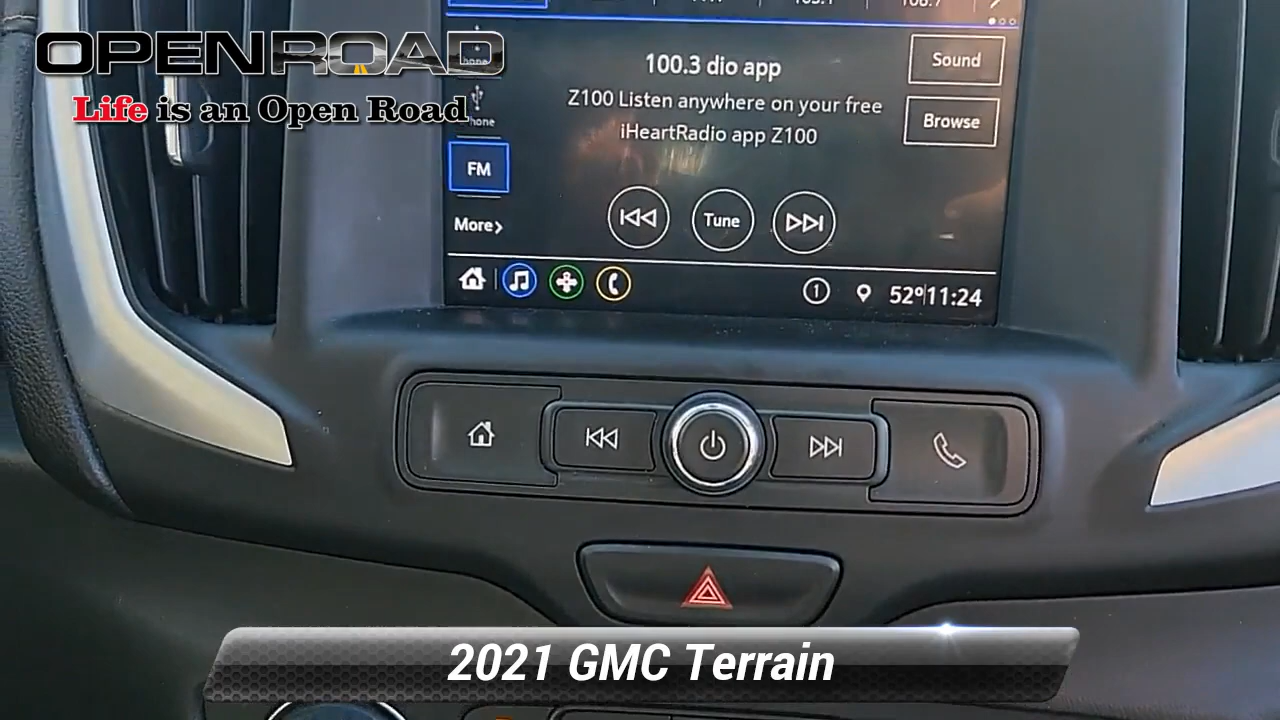 OPENROAD
Life is an Open Road
100.3 dio app
Z100 Listen anywhere on your free
iHeartRadio app Z100
Sound
Browse
FM
More
Tune
1
52° 11:24
2021 GMC Terrain